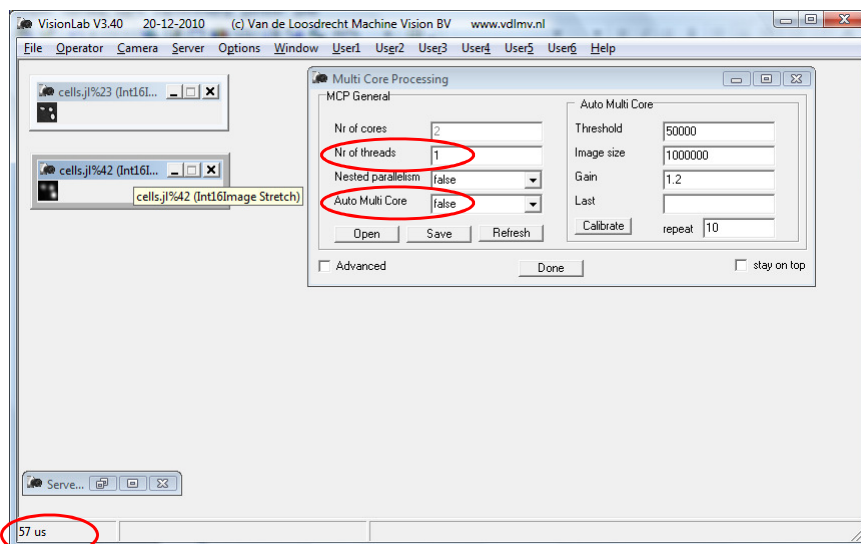 VisionLab V3.40 20-12-2010 (c) Van de Loosdrecht Machine Vision BV www.vdlmv.nl
File Operator Camera Server Options Window User1 User2 User3 User4 User5 User6 Help
cells.jl%23 (Int16I...
cells.jl%42 (Int16I...
cells.jl%42 (Int16Image Stretch)
Multi Core Processing
MCP General
Nr of cores 2
Nr of threads 1
Nested parallelism false
Auto Multi Core false
Open Save Refresh
Auto Multi Core
Threshold 50000
Image size 1000000
Gain 1.2
Last
Calibrate repeat 10
Advanced Done stay on top
Serve...
57 us